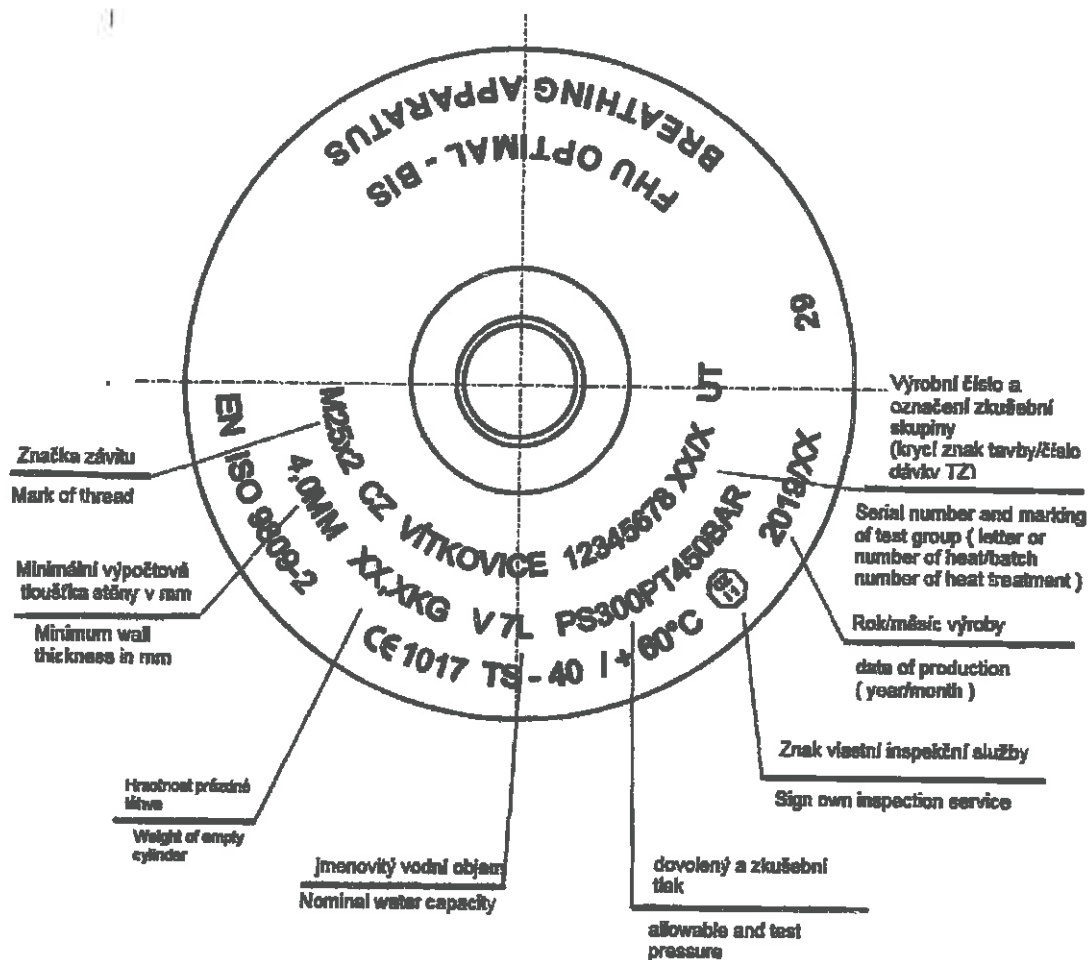 BREATHING APPARATUS
FHU OPTIMAL - BIS
29
M25x2 CZ VÍTKOVICE 12345678 XX/X UT
4,0MM XX,XKG V 7L PS300PT450BAR
EN ISO 9809-2
CE 1017 TS - 40 / + 60°C
2019/XX
Značka závitu
Mark of thread
Minimální výpočtová
tloušťka stěny v mm
Minimum wall
thickness in mm
Hmotnost prázdné
láhve
Weight of empty
cylinder
jmenovitý vodní objem
Nominal water capacity
dovolený a zkušební
tlak
allowable and test
pressure
Znak vlastní inspekční služby
Sign own inspection service
Rok/měsíc výroby
date of production
( year/month )
Výrobní číslo a
označení zkušební
skupiny
(krycí znak tavby/číslo
dávky TZ)
Serial number and marking
of test group ( letter or
number of heat/batch
number of heat treatment )